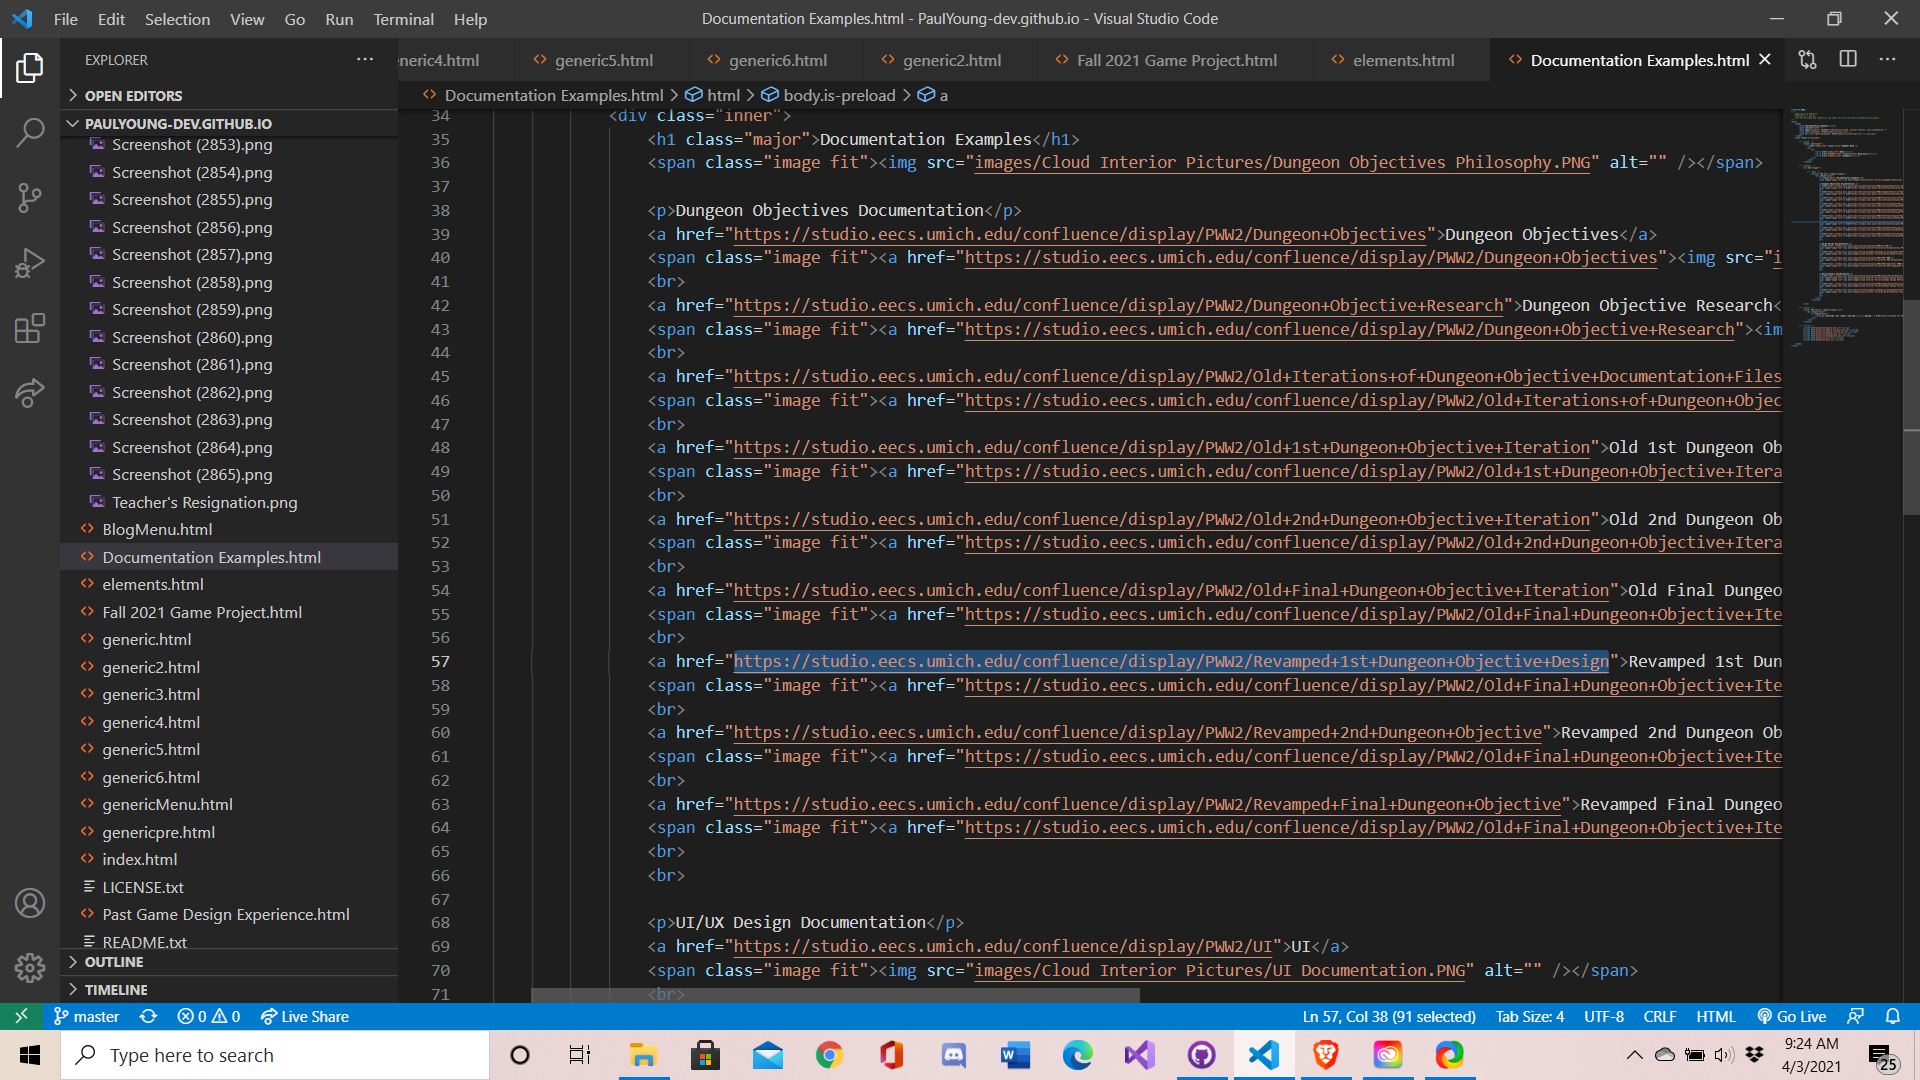 File Edit Selection View Go Run Terminal Help
Documentation Examples.html - PaulYoung-dev.github.io - Visual Studio Code
EXPLORER
OPEN EDITORS
PAULYOUNG-DEV.GITHUB.IO
Screenshot (2853).png
Screenshot (2854).png
Screenshot (2855).png
Screenshot (2856).png
Screenshot (2857).png
Screenshot (2858).png
Screenshot (2859).png
Screenshot (2860).png
Screenshot (2861).png
Screenshot (2862).png
Screenshot (2863).png
Screenshot (2864).png
Screenshot (2865).png
Teacher's Resignation.png
BlogMenu.html
Documentation Examples.html
elements.html
Fall 2021 Game Project.html
generic.html
generic2.html
generic3.html
generic4.html
generic5.html
generic6.html
genericMenu.html
genericpre.html
index.html
LICENSE.txt
Past Game Design Experience.html
README.txt
OUTLINE
TIMELINE
neric4.html generic5.html generic6.html generic2.html Fall 2021 Game Project.html elements.html Documentation Examples.html
Documentation Examples.html > html > body.is-preload > a
34 <div class="inner">
35 <h1 class="major">Documentation Examples</h1>
36 <span class="image fit"><img src="images/Cloud Interior Pictures/Dungeon Objectives Philosophy.PNG" alt="" /></span>
37
38 <p>Dungeon Objectives Documentation</p>
39 <a href="https://studio.eecs.umich.edu/confluence/display/PWW2/Dungeon+Objectives">Dungeon Objectives</a>
40 <span class="image fit"><a href="https://studio.eecs.umich.edu/confluence/display/PWW2/Dungeon+Objectives"><img src="i
41 <br>
42 <a href="https://studio.eecs.umich.edu/confluence/display/PWW2/Dungeon+Objective+Research">Dungeon Objective Research<
43 <span class="image fit"><a href="https://studio.eecs.umich.edu/confluence/display/PWW2/Dungeon+Objective+Research"><im
44 <br>
45 <a href="https://studio.eecs.umich.edu/confluence/display/PWW2/Old+Iterations+of+Dungeon+Objective+Documentation+Files
46 <span class="image fit"><a href="https://studio.eecs.umich.edu/confluence/display/PWW2/Old+Iterations+of+Dungeon+Objec
47 <br>
48 <a href="https://studio.eecs.umich.edu/confluence/display/PWW2/Old+1st+Dungeon+Objective+Iteration">Old 1st Dungeon Ob
49 <span class="image fit"><a href="https://studio.eecs.umich.edu/confluence/display/PWW2/Old+1st+Dungeon+Objective+Itera
50 <br>
51 <a href="https://studio.eecs.umich.edu/confluence/display/PWW2/Old+2nd+Dungeon+Objective+Iteration">Old 2nd Dungeon Ob
52 <span class="image fit"><a href="https://studio.eecs.umich.edu/confluence/display/PWW2/Old+2nd+Dungeon+Objective+Itera
53 <br>
54 <a href="https://studio.eecs.umich.edu/confluence/display/PWW2/Old+Final+Dungeon+Objective+Iteration">Old Final Dungeo
55 <span class="image fit"><a href="https://studio.eecs.umich.edu/confluence/display/PWW2/Old+Final+Dungeon+Objective+Ite
56 <br>
57 <a href="https://studio.eecs.umich.edu/confluence/display/PWW2/Revamped+1st+Dungeon+Objective+Design">Revamped 1st Dun
58 <span class="image fit"><a href="https://studio.eecs.umich.edu/confluence/display/PWW2/Old+Final+Dungeon+Objective+Ite
59 <br>
60 <a href="https://studio.eecs.umich.edu/confluence/display/PWW2/Revamped+2nd+Dungeon+Objective">Revamped 2nd Dungeon Ob
61 <span class="image fit"><a href="https://studio.eecs.umich.edu/confluence/display/PWW2/Old+Final+Dungeon+Objective+Ite
62 <br>
63 <a href="https://studio.eecs.umich.edu/confluence/display/PWW2/Revamped+Final+Dungeon+Objective">Revamped Final Dungeo
64 <span class="image fit"><a href="https://studio.eecs.umich.edu/confluence/display/PWW2/Old+Final+Dungeon+Objective+Ite
65 <br>
66 <br>
67
68 <p>UI/UX Design Documentation</p>
69 <a href="https://studio.eecs.umich.edu/confluence/display/PWW2/UI">UI</a>
70 <span class="image fit"><img src="images/Cloud Interior Pictures/UI Documentation.PNG" alt="" /></span>
71 <br>
master 0 0 Live Share Ln 57, Col 38 (91 selected) Tab Size: 4 UTF-8 CRLF HTML Go Live
Type here to search
9:24 AM
4/3/2021
25